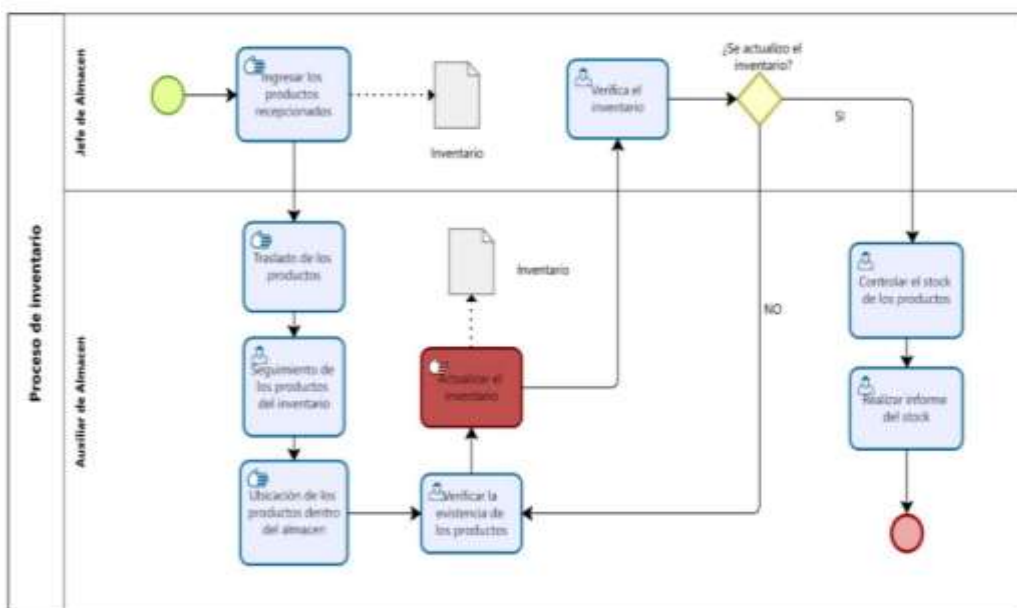 Proceso de inventario
Jefe de Almacen
Ingresar los
productos
recepcionados
Inventario
Verifica el
inventario
¿Se actualizo el
inventario?
SI
NO
Auxiliar de Almacen
Traslado de los
productos
Seguimiento de
los productos
del inventario
Ubicación de los
productos dentro
del almacen
Verificar la
existencia de
los productos
Actualizar el
inventario
Inventario
Controlar el stock
de los productos
Realizar informe
del stock